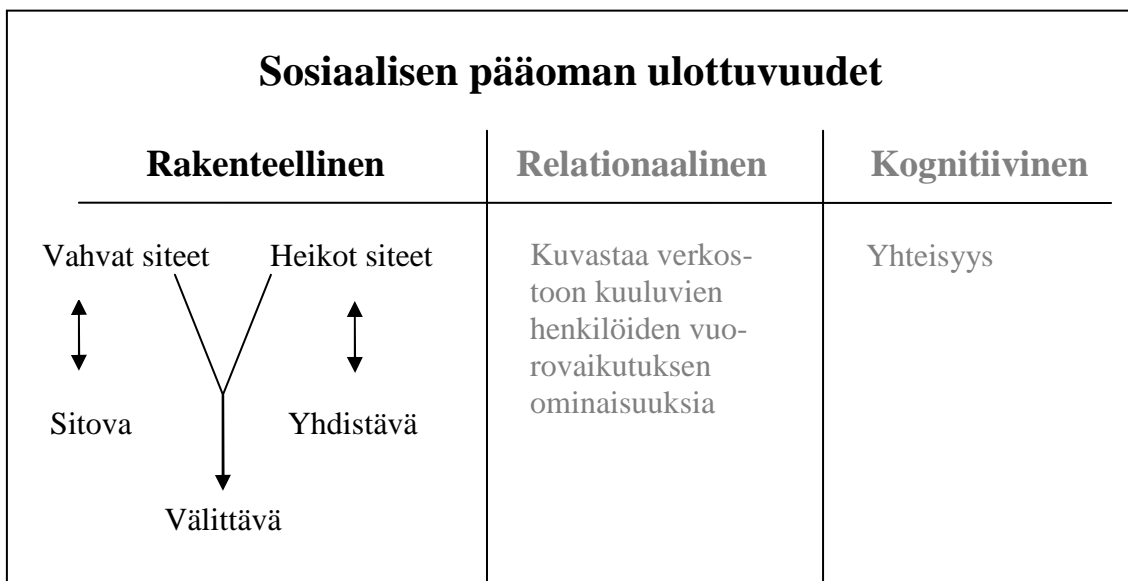 Sosiaalisen pääoman ulottuvuudet
Rakenteellinen
Relationaalinen
Kognitiivinen
Vahvat siteet
Heikot siteet
Sitova
Yhdistävä
Välittävä
Kuvastaa verkos-
toon kuuluvien
henkilöiden vuo-
rovaikutuksen
ominaisuuksia
Yhteisyys